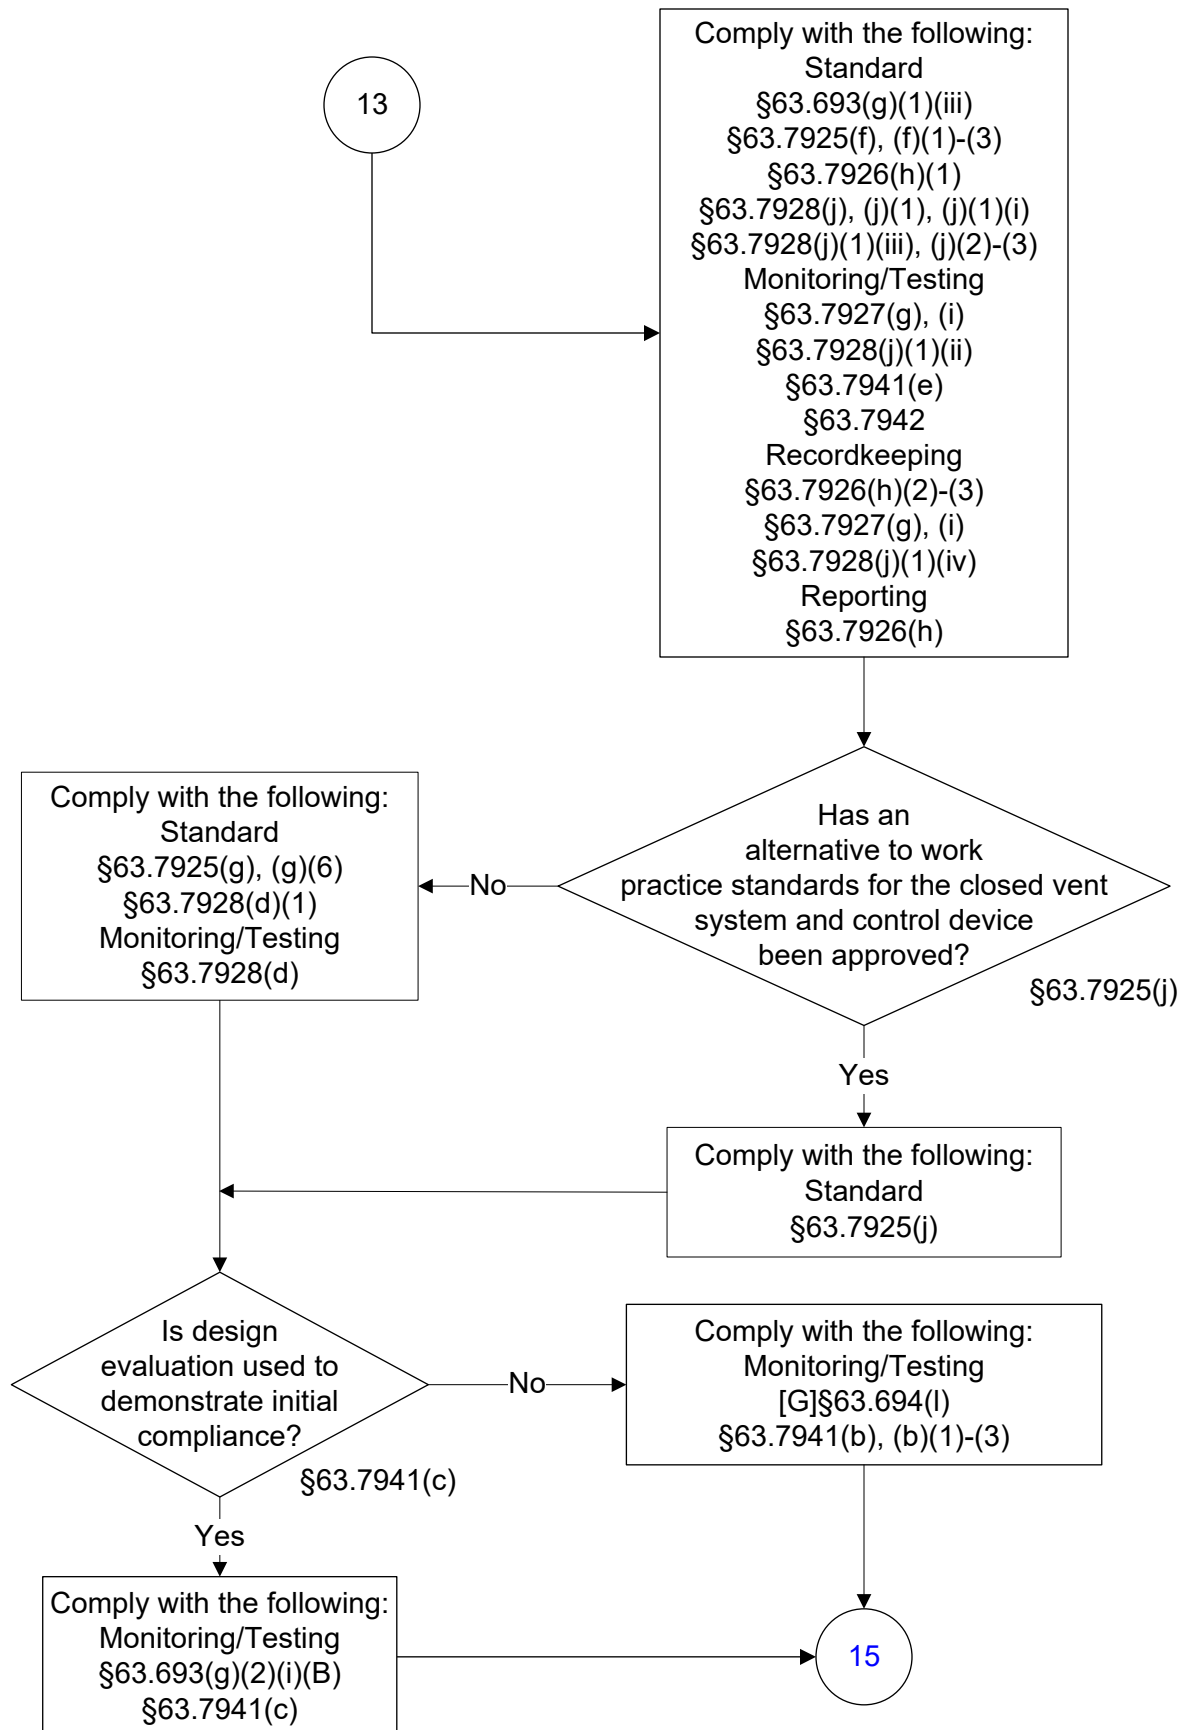 13
Comply with the following:
Standard
§63.693(g)(1)(iii)
§63.7925(f), (f)(1)-(3)
§63.7926(h)(1)
§63.7928(j), (j)(1), (j)(1)(i)
§63.7928(j)(1)(iii), (j)(2)-(3)
Monitoring/Testing
§63.7927(g), (i)
§63.7928(j)(1)(ii)
§63.7941(e)
§63.7942
Recordkeeping
§63.7926(h)(2)-(3)
§63.7927(g), (i)
§63.7928(j)(1)(iv)
Reporting
§63.7926(h)
Has an
alternative to work
practice standards for the closed vent
system and control device
been approved?
§63.7925(j)
No
Comply with the following:
Standard
§63.7925(g), (g)(6)
§63.7928(d)(1)
Monitoring/Testing
§63.7928(d)
Yes
Comply with the following:
Standard
§63.7925(j)
Is design
evaluation used to
demonstrate initial
compliance?
§63.7941(c)
No
Comply with the following:
Monitoring/Testing
[G]§63.694(l)
§63.7941(b), (b)(1)-(3)
Yes
Comply with the following:
Monitoring/Testing
§63.693(g)(2)(i)(B)
§63.7941(c)
15